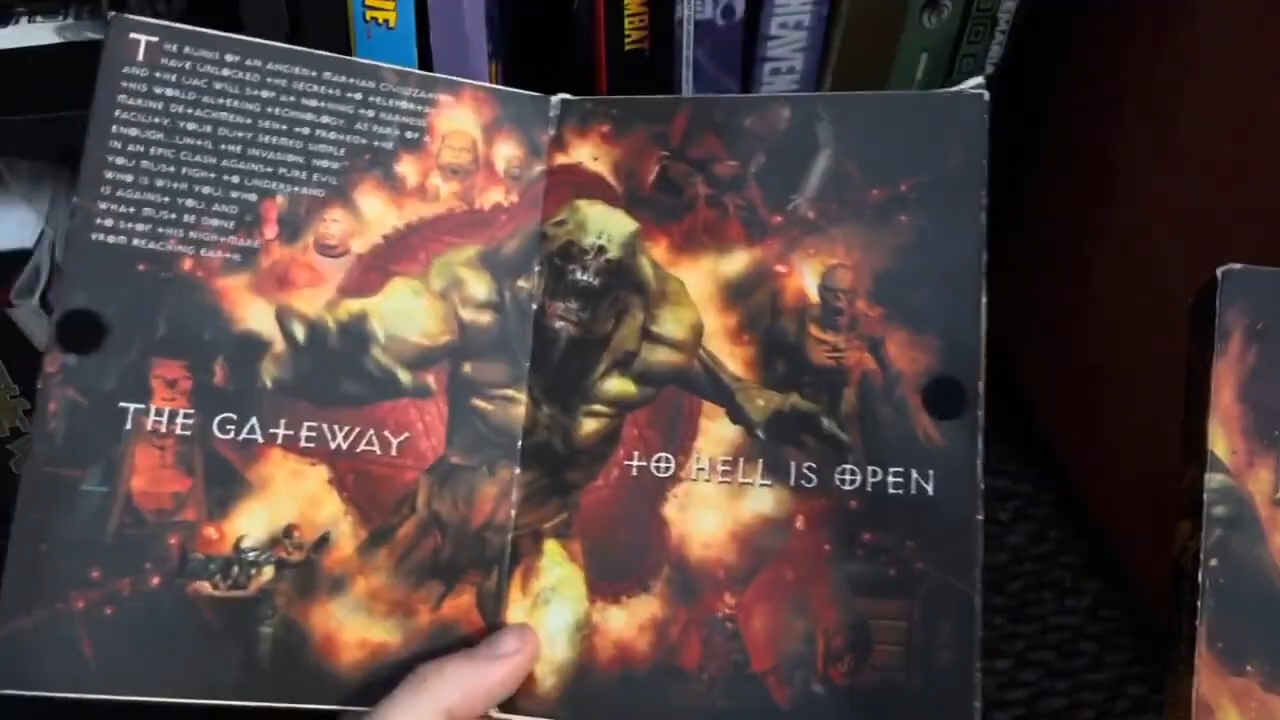 THE RUINS OF AN ANCIENT MARTIAN
HAVE UNLOCKED THE SECRETS TO
AND THE UAC WILL STOP AT NOTHING TO HARNESS
THIS WORLD-ALTERING TECHNOLOGY. AS PART OF A
MARINE DETACHMENT SENT TO PROTECT THE
FACILITY, YOUR DUTY SEEMED SIMPLE
ENOUGH...UNTIL THE INVASION. NOW
IN AN EPIC CLASH AGAINST PURE EVIL
YOU MUST FIGHT TO UNDERSTAND
WHO IS WITH YOU, WHO
IS AGAINST YOU, AND
WHAT MUST BE DONE
TO STOP THIS NIGHTMARE
FROM REACHING EARTH.
THE GATEWAY
TO HELL IS OPEN
HEAVEN